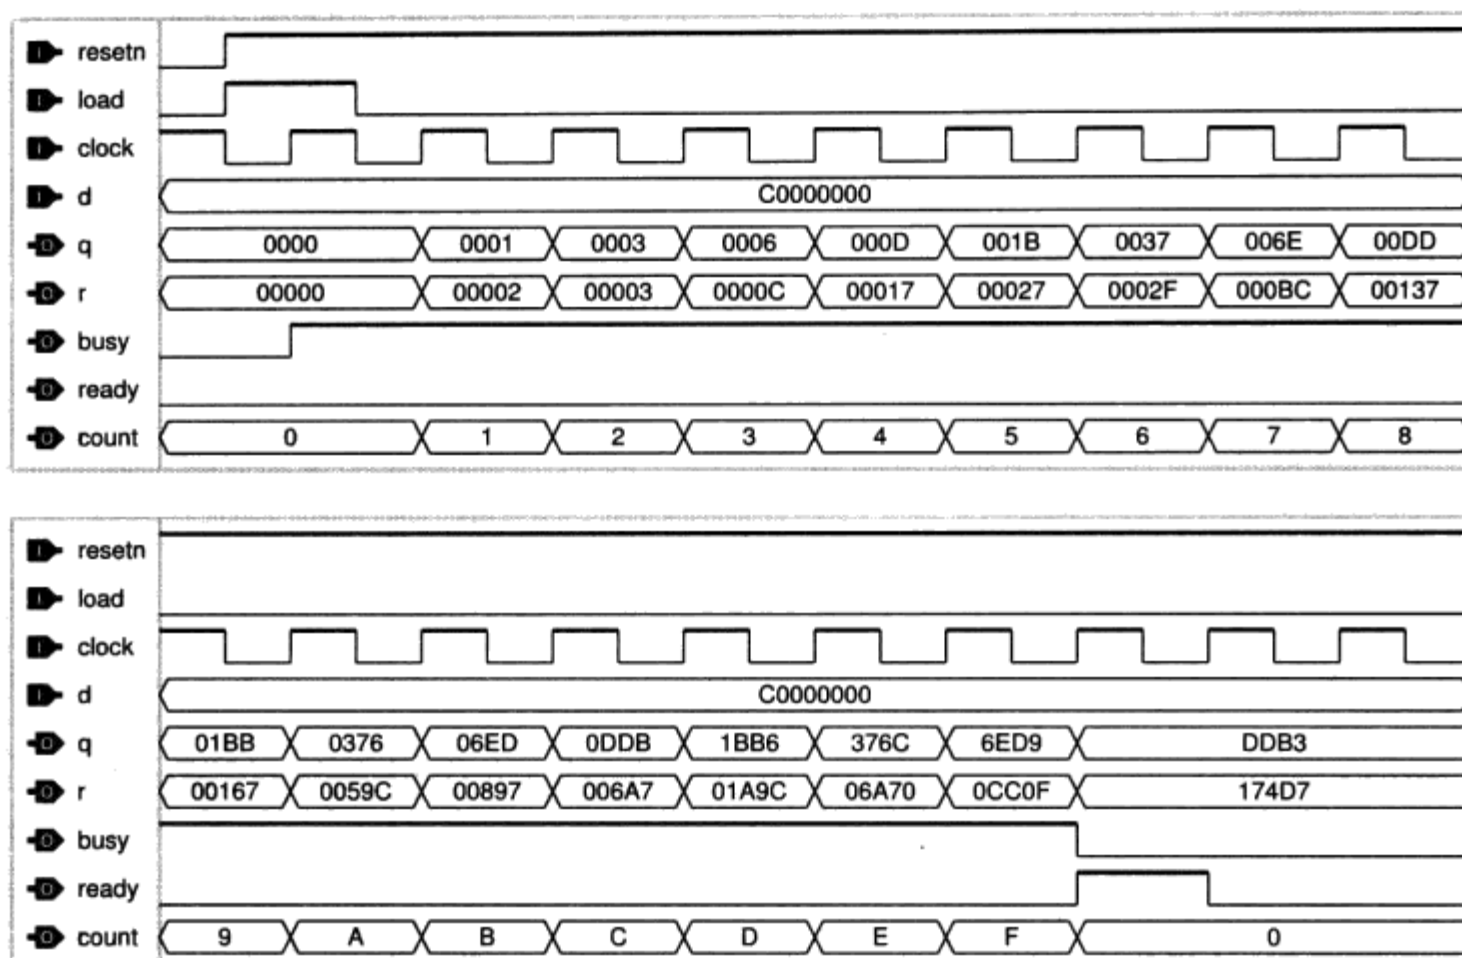 resetn
load
clock
d C0000000
q 0000 0001 0003 0006 000D 001B 0037 006E 00DD
r 00000 00002 00003 0000C 00017 00027 0002F 000BC 00137
busy
ready
count 0 1 2 3 4 5 6 7 8
resetn
load
clock
d C0000000
q 01BB 0376 06ED 0DDB 1BB6 376C 6ED9 DDB3
r 00167 0059C 00897 006A7 01A9C 06A70 0CC0F 174D7
busy
ready
count 9 A B C D E F 0